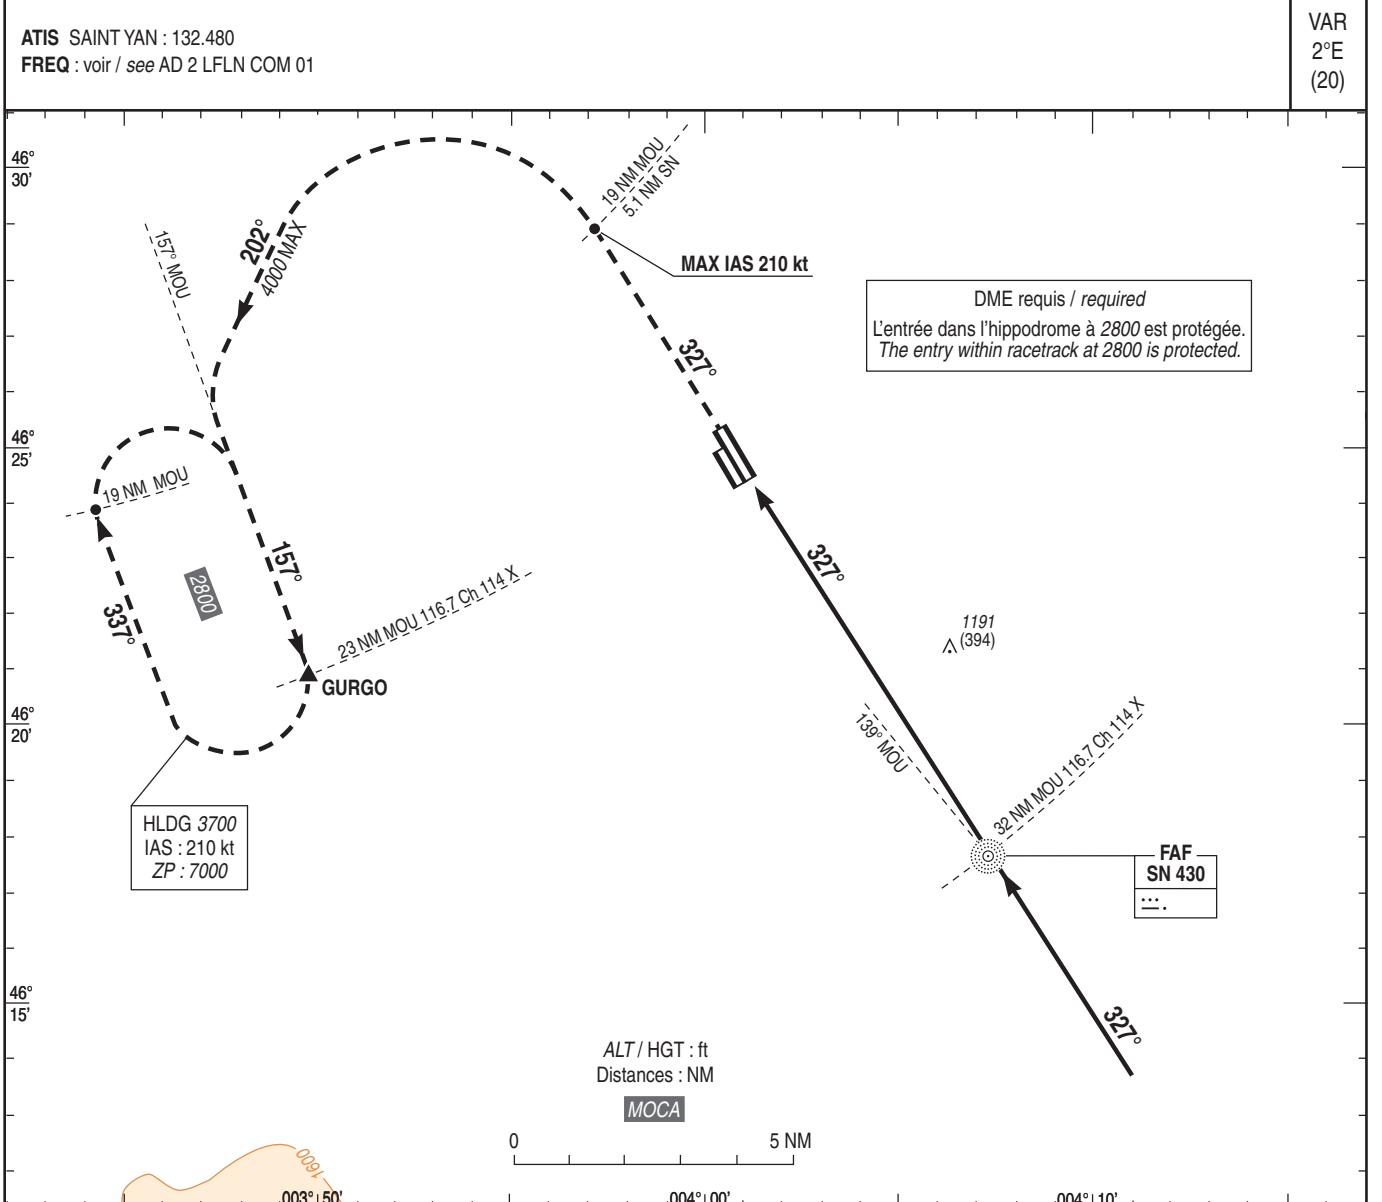 ATIS SAINT YAN : 132.480
FREQ : voir / see AD 2 LFLN COM 01
VAR
2°E
(20)
46°
30'
19 NM MOU
5.1 NM SN
202°
4000 MAX
157° MOU
MAX IAS 210 kt
DME requis / required
L'entrée dans l'hippodrome à 2800 est protégée.
The entry within racetrack at 2800 is protected.
327°
46°
25'
19 NM MOU
157°
327°
2800
337°
23 NM MOU 116.7 Ch 114 X
GURGO
1191
(394)
46°
20'
139° MOU
32 NM MOU 116.7 Ch 114 X
HLDG 3700
IAS : 210 kt
ZP : 7000
FAF
SN 430
46°
15'
327°
ALT / HGT : ft
Distances : NM
MOCA
0 5 NM
1600
003° 50'
004° 00'
004° 10'